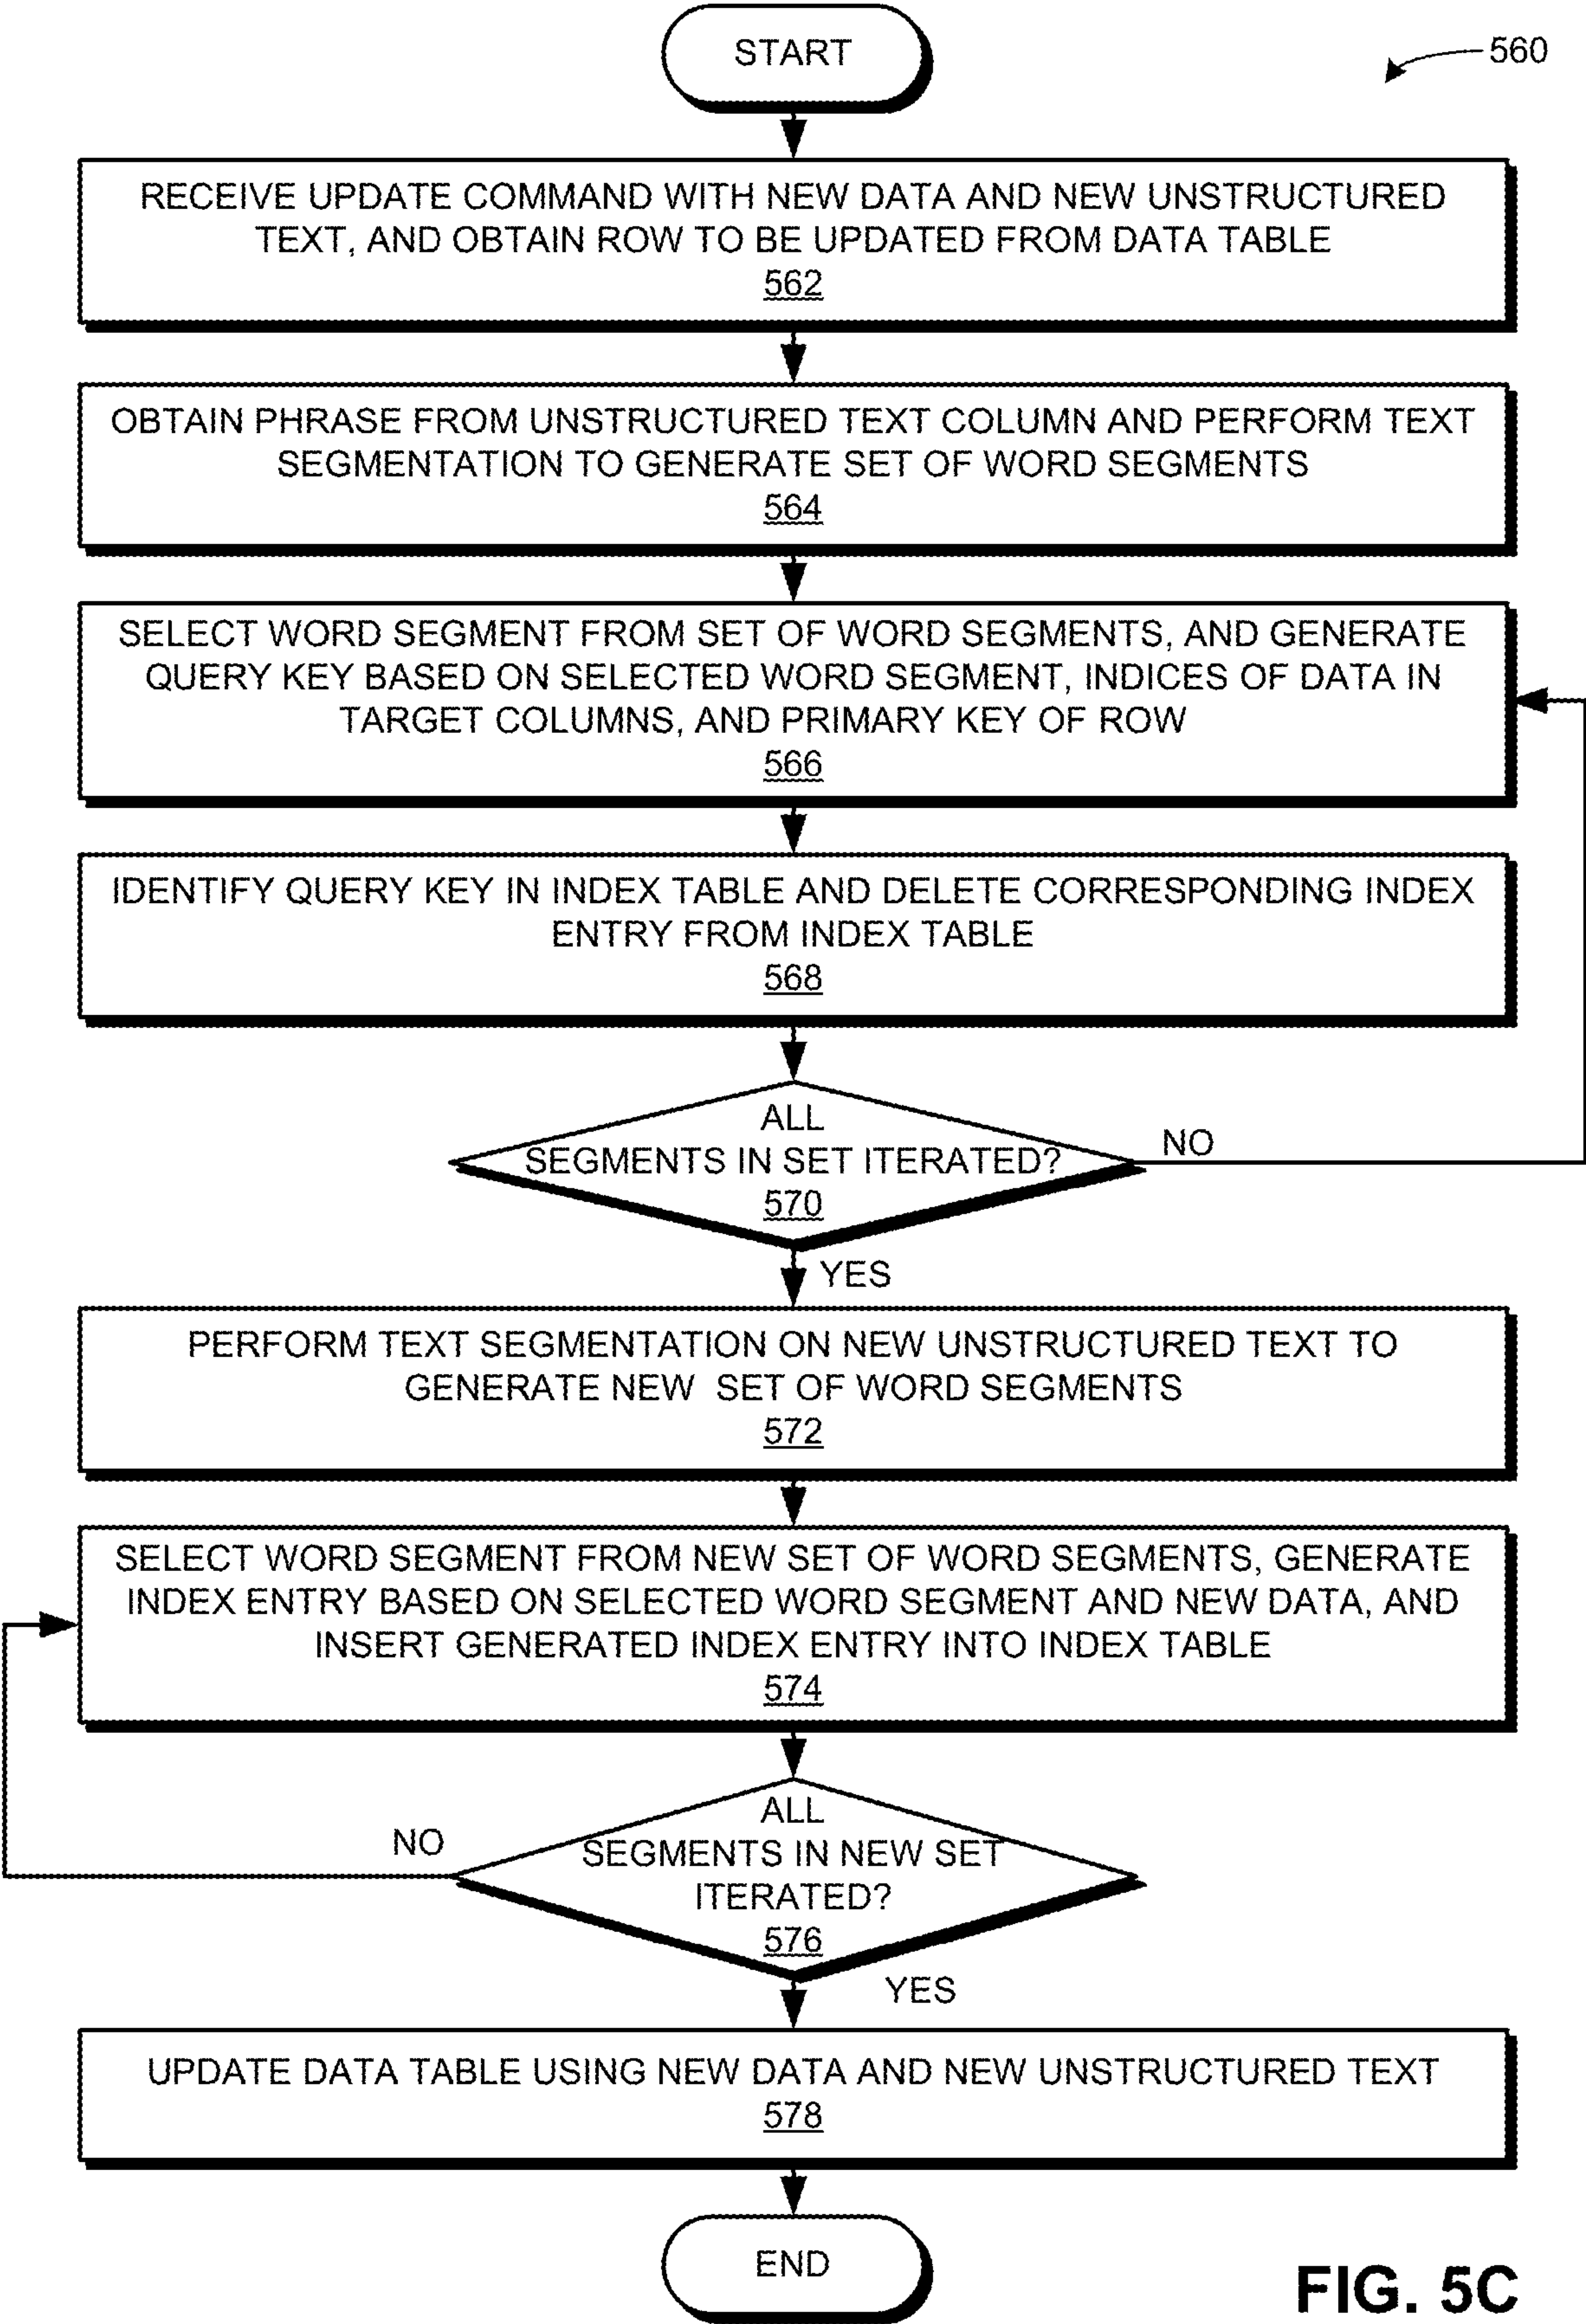 START
560
RECEIVE UPDATE COMMAND WITH NEW DATA AND NEW UNSTRUCTURED
TEXT, AND OBTAIN ROW TO BE UPDATED FROM DATA TABLE
562
OBTAIN PHRASE FROM UNSTRUCTURED TEXT COLUMN AND PERFORM TEXT
SEGMENTATION TO GENERATE SET OF WORD SEGMENTS
564
SELECT WORD SEGMENT FROM SET OF WORD SEGMENTS, AND GENERATE
QUERY KEY BASED ON SELECTED WORD SEGMENT, INDICES OF DATA IN
TARGET COLUMNS, AND PRIMARY KEY OF ROW
566
IDENTIFY QUERY KEY IN INDEX TABLE AND DELETE CORRESPONDING INDEX
ENTRY FROM INDEX TABLE
568
ALL
SEGMENTS IN SET ITERATED?
570
NO
YES
PERFORM TEXT SEGMENTATION ON NEW UNSTRUCTURED TEXT TO
GENERATE NEW SET OF WORD SEGMENTS
572
SELECT WORD SEGMENT FROM NEW SET OF WORD SEGMENTS, GENERATE
INDEX ENTRY BASED ON SELECTED WORD SEGMENT AND NEW DATA, AND
INSERT GENERATED INDEX ENTRY INTO INDEX TABLE
574
ALL
SEGMENTS IN NEW SET
ITERATED?
576
NO
YES
UPDATE DATA TABLE USING NEW DATA AND NEW UNSTRUCTURED TEXT
578
END
FIG. 5C